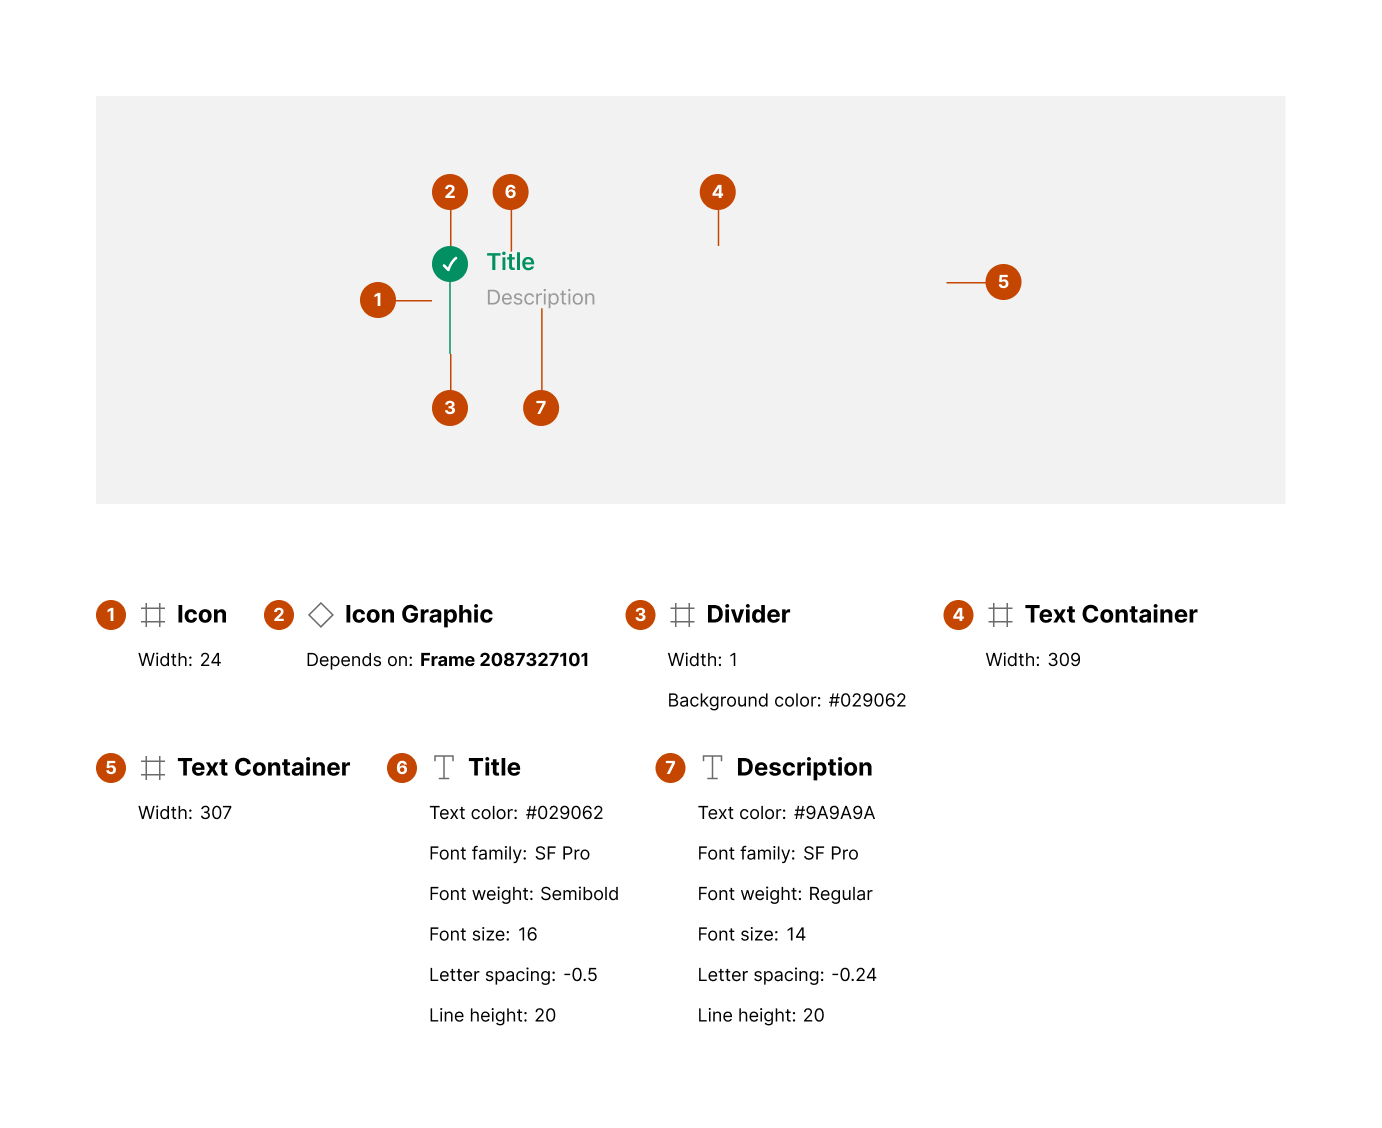 2 6 4
Title
5
Description
1
3 7
1 Icon 2 Icon Graphic 3 Divider 4 Text Container
Width: 24 Depends on: Frame 2087327101 Width: 1 Width: 309
Background color: #029062
5 Text Container 6 Title 7 Description
Width: 307 Text color: #029062 Text color: #9A9A9A
Font family: SF Pro Font family: SF Pro
Font weight: Semibold Font weight: Regular
Font size: 16 Font size: 14
Letter spacing: -0.5 Letter spacing: -0.24
Line height: 20 Line height: 20